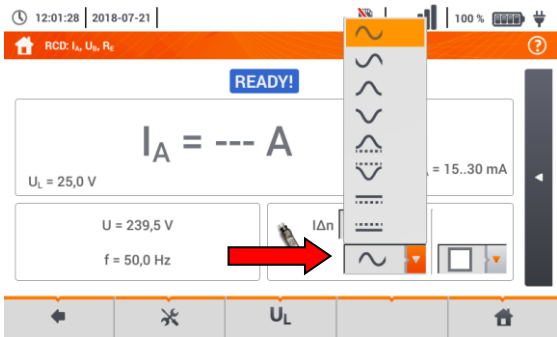 12:01:28 2018-07-21 100 %
RCD: IA, UB, RE
READY!
IA = --- A
UL = 25,0 V
= 15..30 mA
U = 239,5 V
IΔn
f = 50,0 Hz
UL